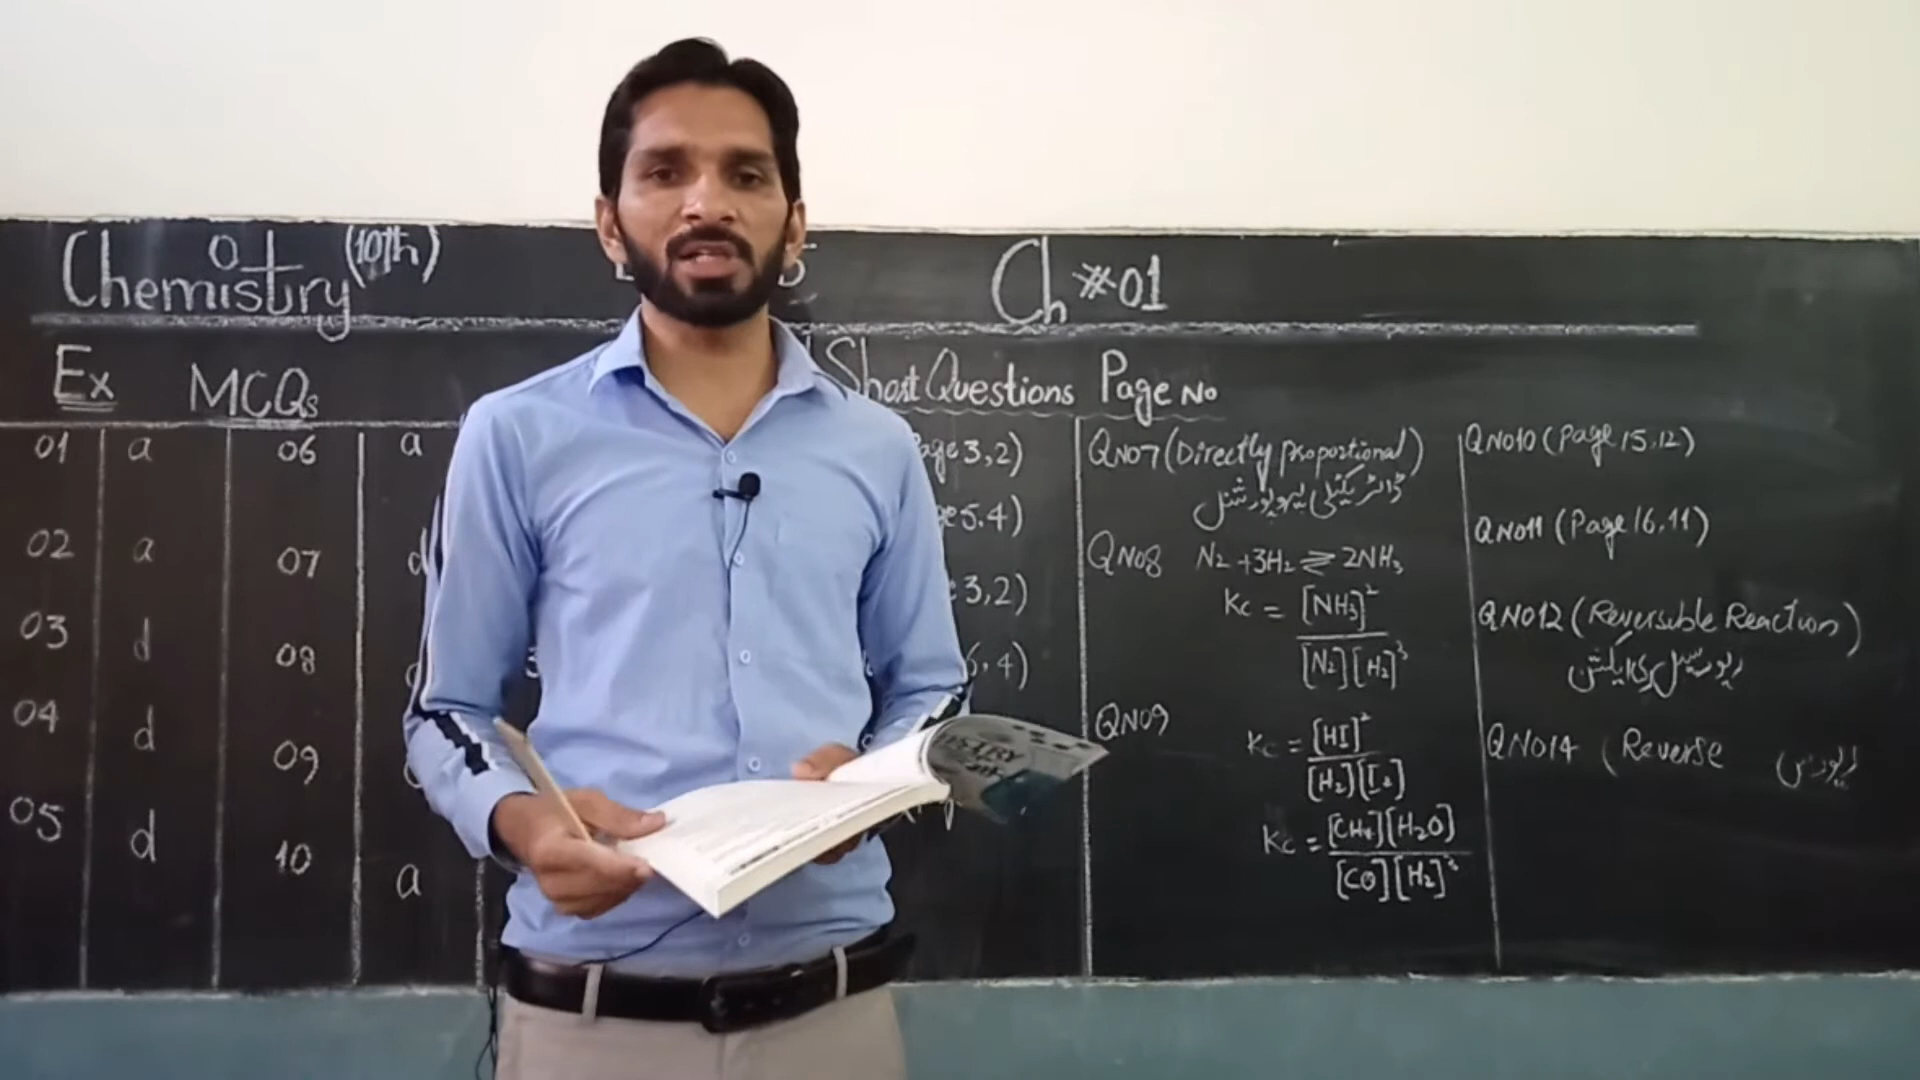 Chemistry (10th)
Ch #01
Ex MCQs
Short Questions Page No
01 a 06 a
02 a 07 d
03 d 08
04 d 09
05 d 10 a
Page 3,2)
5.4)
3,2)
6,4)
QNO7 (Directly proportional)
ڈائریکٹلی پروپورشنل
QNO8 N₂ + 3H₂ ⇌ 2NH₃
Kc = [NH₃]²
[N₂][H₂]³
QNO9
Kc = [HI]²
[H₂][I₂]
Kc = [CH₄][H₂O]
[CO][H₂]³
QNO10 (Page 15,12)
QNO11 (Page 16,11)
QNO12 (Reversible Reaction)
ریورسیبل ری ایکشن
QNO14 (Reverse ریورس